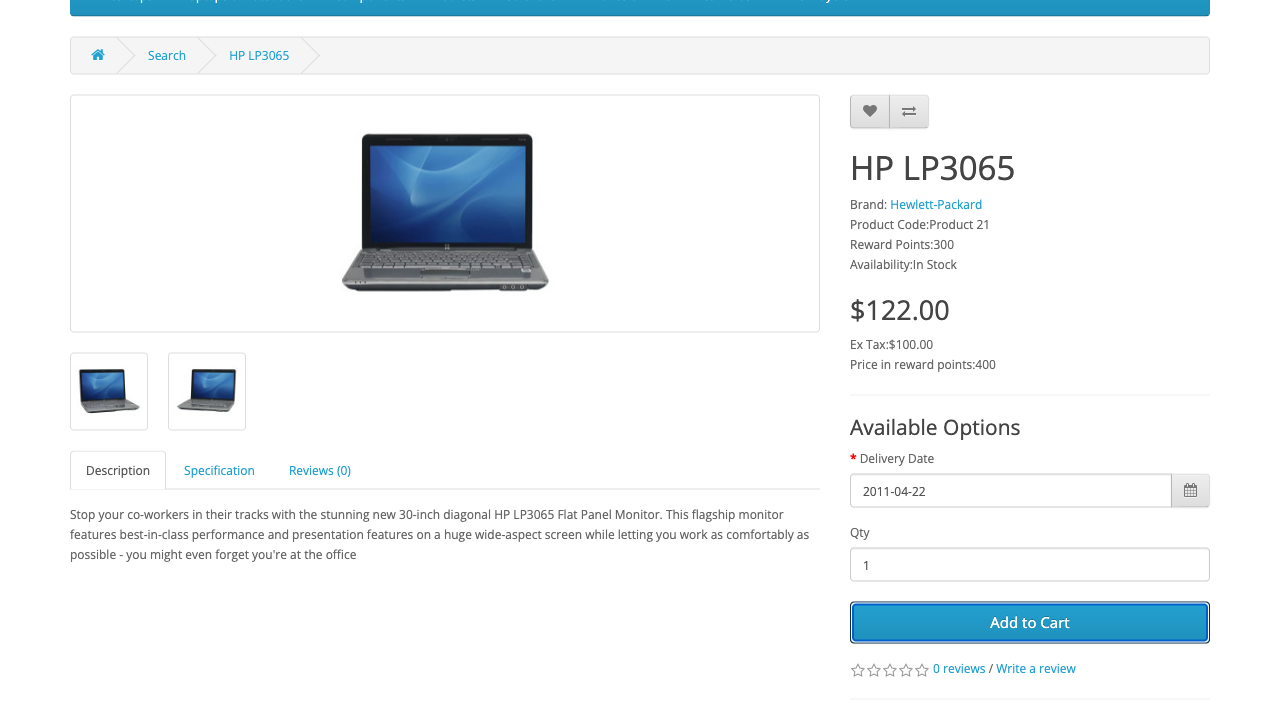 Search
HP LP3065
HP LP3065
Brand: Hewlett-Packard
Product Code:Product 21
Reward Points:300
Availability:In Stock
$122.00
Ex Tax:$100.00
Price in reward points:400
Available Options
* Delivery Date
2011-04-22
Qty
1
Add to Cart
0 reviews / Write a review
Description
Specification
Reviews (0)
Stop your co-workers in their tracks with the stunning new 30-inch diagonal HP LP3065 Flat Panel Monitor. This flagship monitor
features best-in-class performance and presentation features on a huge wide-aspect screen while letting you work as comfortably as
possible - you might even forget you're at the office